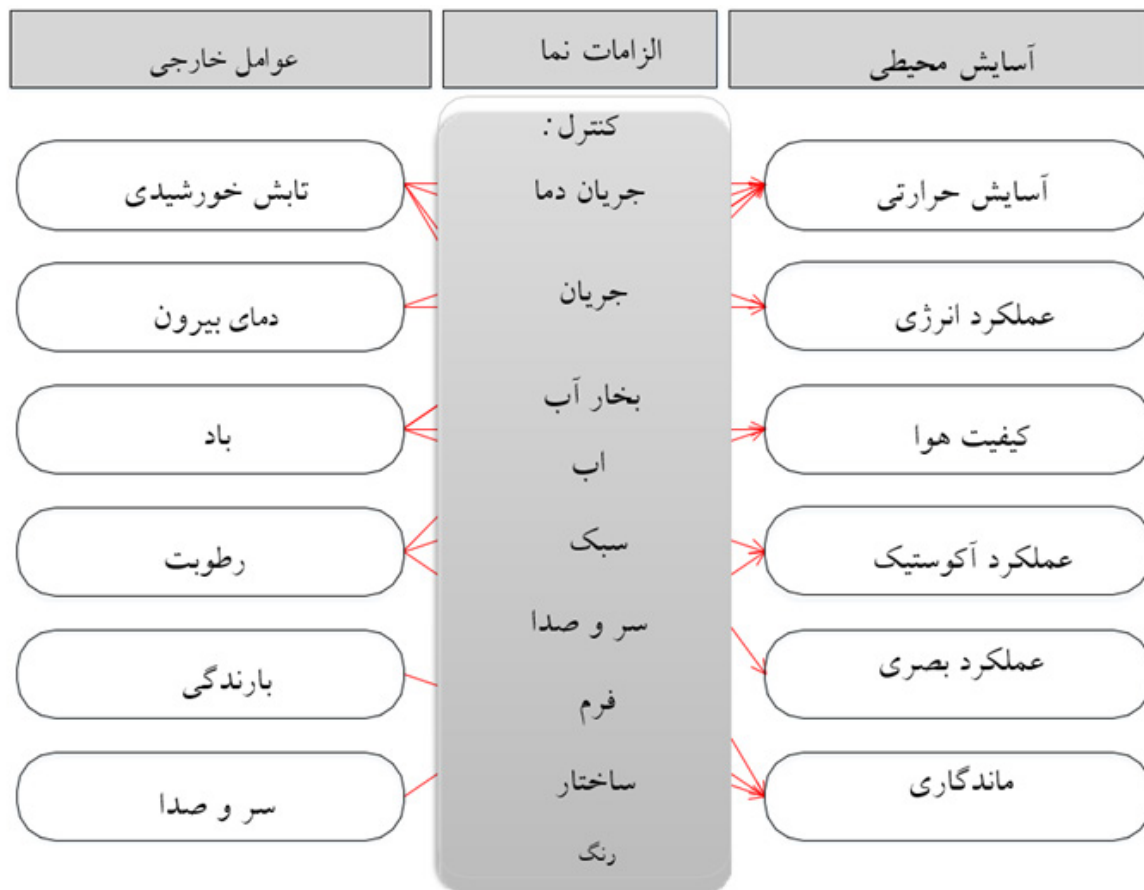 آسایش محیطی
الزامات نما
عوامل خارجی
آسایش حرارتی
عملکرد انرژی
کیفیت هوا
عملکرد آکوستیک
عملکرد بصری
ماندگاری
کنترل:
جریان دما
جریان
بخار آب
اب
سبک
سر و صدا
فرم
ساختار
رنگ
تابش خورشیدی
دمای بیرون
باد
رطوبت
بارندگی
سر و صدا